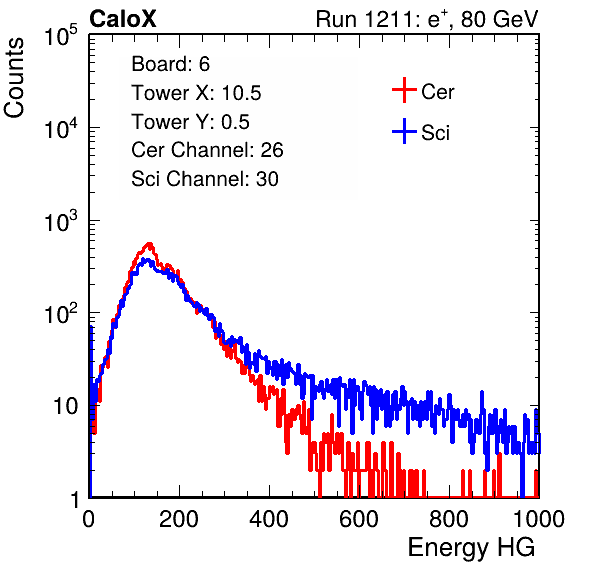 CaloX Run 1211: e⁺, 80 GeV
Counts
10⁵
10⁴
10³
10²
10
1
Board: 6
Tower X: 10.5
Tower Y: 0.5
Cer Channel: 26
Sci Channel: 30
Cer
Sci
0 200 400 600 800 1000
Energy HG